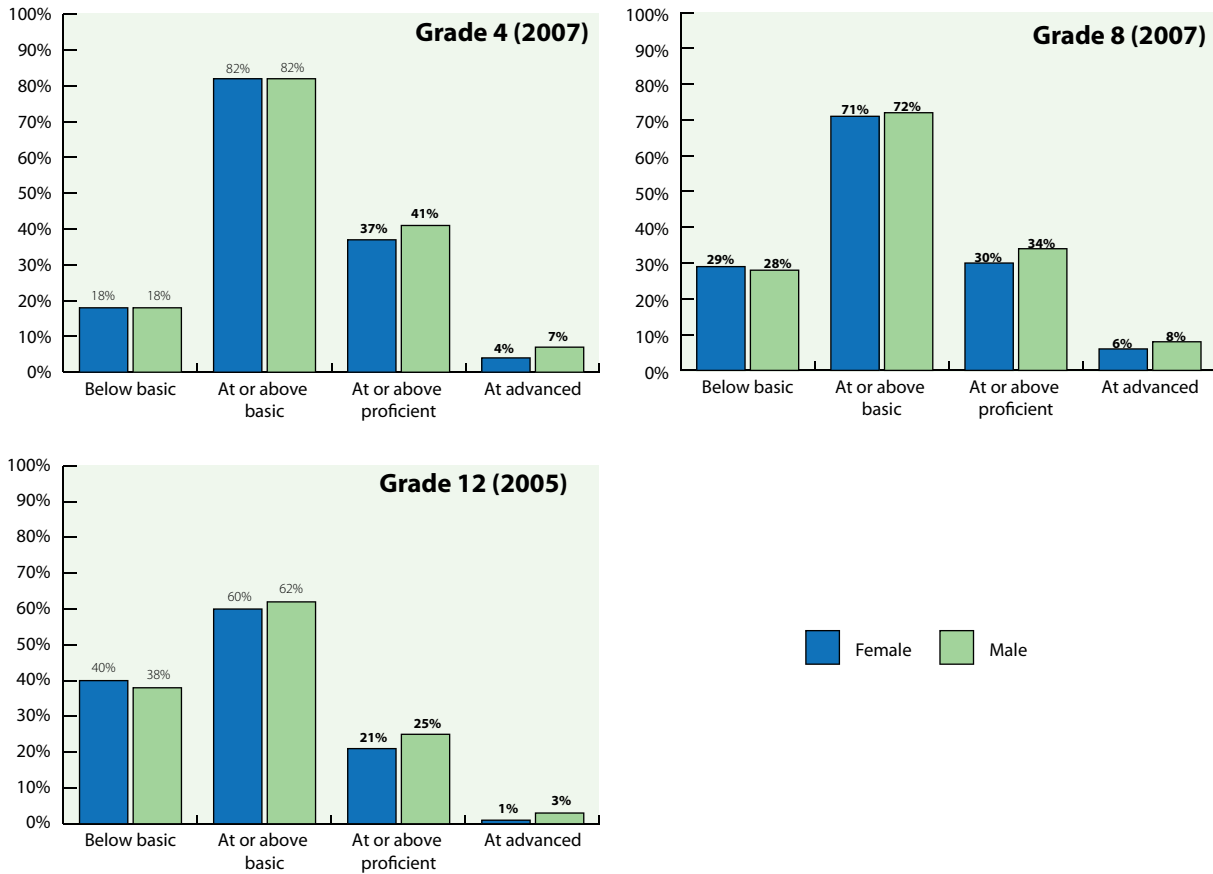 Grade 4 (2007)
100%
90%
80%
70%
60%
50%
40%
30%
20%
10%
0%
18%
18%
82%
82%
37%
41%
4%
7%
Below basic
At or above
basic
At or above
proficient
At advanced
Grade 8 (2007)
100%
90%
80%
70%
60%
50%
40%
30%
20%
10%
0%
29%
28%
71%
72%
30%
34%
6%
8%
Below basic
At or above
basic
At or above
proficient
At advanced
Grade 12 (2005)
100%
90%
80%
70%
60%
50%
40%
30%
20%
10%
0%
40%
38%
60%
62%
21%
25%
1%
3%
Below basic
At or above
basic
At or above
proficient
At advanced
Female
Male